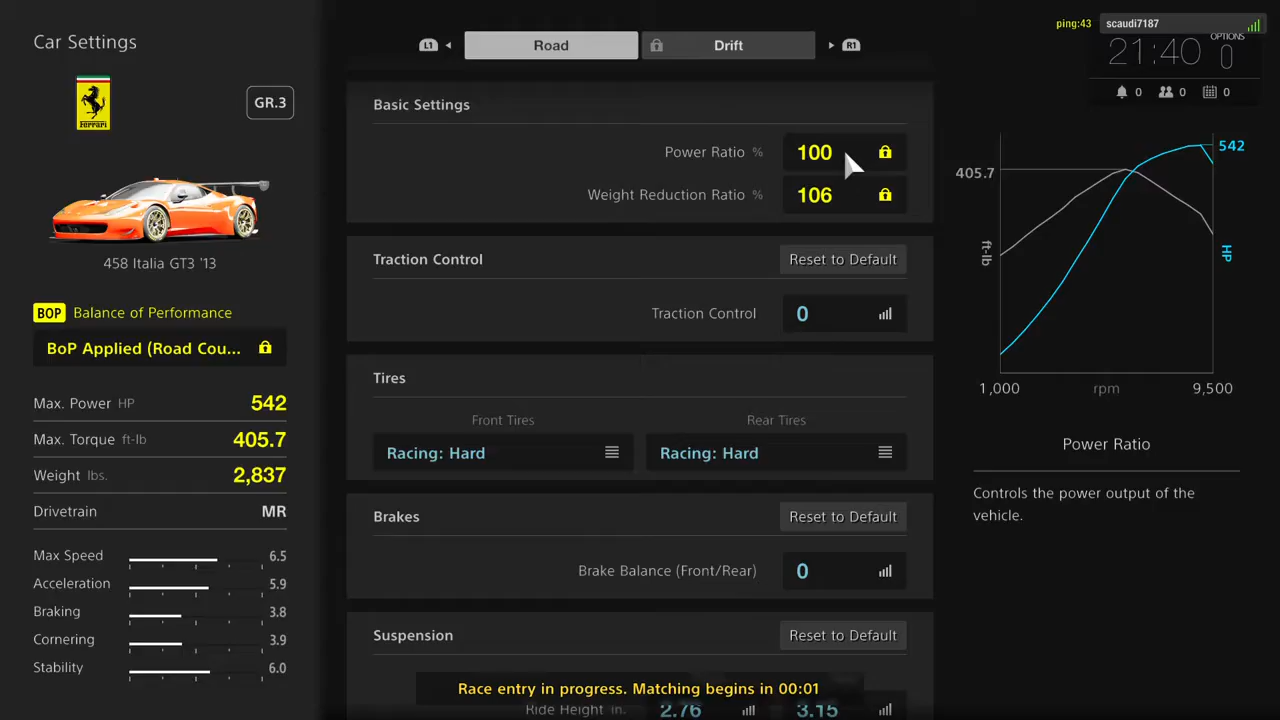 Car Settings
Ferrari
GR.3
458 Italia GT3 '13
BOP Balance of Performance
BoP Applied (Road Cou...
Max. Power HP 542
Max. Torque ft-lb 405.7
Weight lbs. 2,837
Drivetrain MR
Max Speed 6.5
Acceleration 5.9
Braking 3.8
Cornering 3.9
Stability 6.0
L1 Road Drift R1
Basic Settings
Power Ratio % 100
Weight Reduction Ratio % 106
Traction Control Reset to Default
Traction Control 0
Tires
Front Tires Rear Tires
Racing: Hard Racing: Hard
Brakes Reset to Default
Brake Balance (Front/Rear) 0
Suspension Reset to Default
Race entry in progress. Matching begins in 00:01
Ride Height in. 2.76 3.15
ping:43 scaudi7187
21:40 OPTIONS
0 0 0
542
405.7
ft-lb HP
1,000 rpm 9,500
Power Ratio
Controls the power output of the
vehicle.